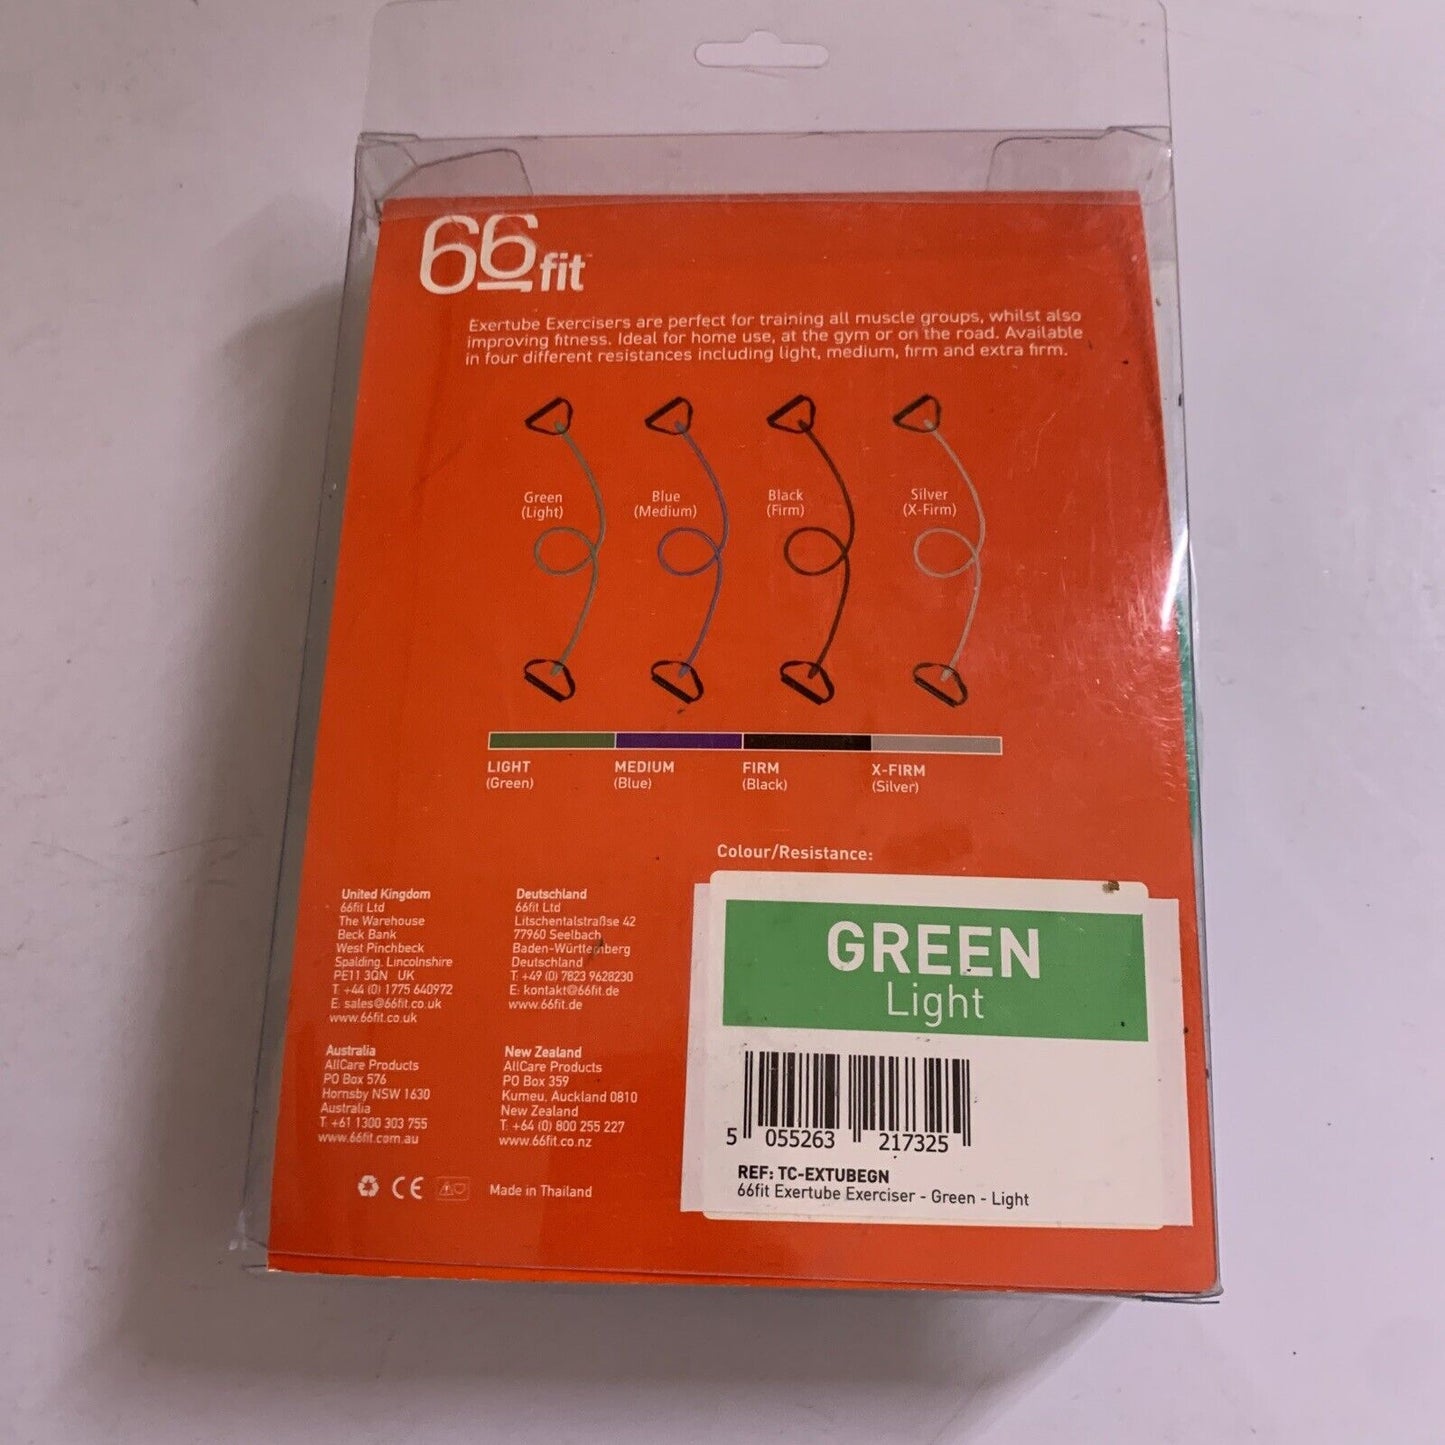 66fit
Exertube Exercisers are perfect for training all muscle groups, whilst also
improving fitness. Ideal for home use, at the gym or on the road. Available
in four different resistances including light, medium, firm and extra firm.
Green
(Light)
Blue
(Medium)
Black
(Firm)
Silver
(X-Firm)
LIGHT
(Green)
MEDIUM
(Blue)
FIRM
(Black)
X-FIRM
(Silver)
Colour/Resistance:
United Kingdom
66fit Ltd
The Warehouse
Beck Bank
West Pinchbeck
Spalding, Lincolnshire
PE11 3QN UK
T. +44 (0) 1775 640972
E: sales@66fit.co.uk
www.66fit.co.uk
Deutschland
66fit Ltd
Litschentalstraßse 42
77960 Seelbach
Baden-Württemberg
Deutschland
T: +49 (0) 7823 9628230
E: kontakt@66fit.de
www.66fit.de
Australia
AllCare Products
PO Box 576
Hornsby NSW 1630
Australia
T. +61 1300 303 755
www.66fit.com.au
New Zealand
AllCare Products
PO Box 359
Kumeu, Auckland 0810
New Zealand
T. +64 (0) 800 255 227
www.66fit.co.nz
CE
Made in Thailand
GREEN
Light
5 055263 217325
REF: TC-EXTUBEGN
66fit Exertube Exerciser - Green - Light